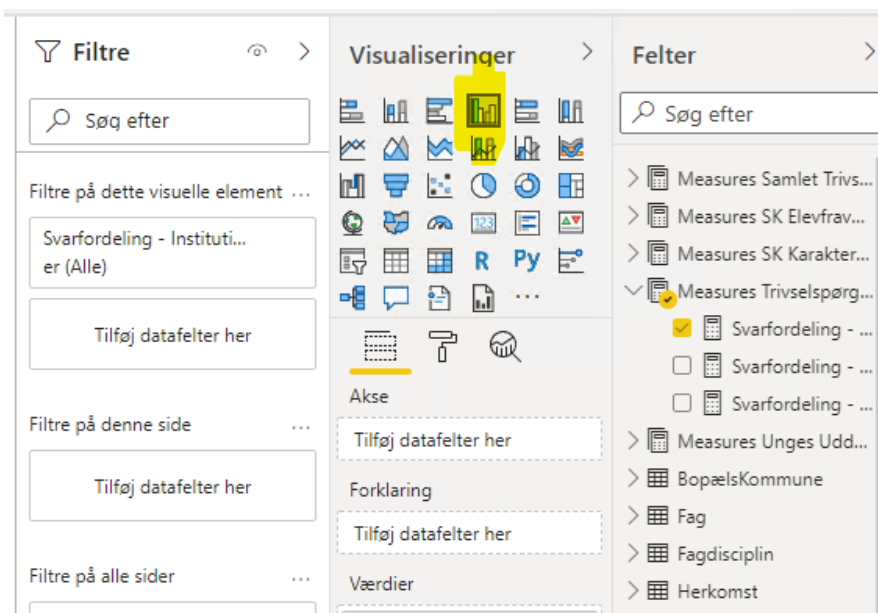 Filtre
Søg efter
Filtre på dette visuelle element ...
Svarfordeling - Instituti...
er (Alle)
Tilføj datafelter her
Filtre på denne side ...
Tilføj datafelter her
Filtre på alle sider ...
Visualiseringer
123
R Py
...
Akse
Tilføj datafelter her
Forklaring
Tilføj datafelter her
Værdier
Felter
Søg efter
Measures Samlet Trivs...
Measures SK Elevfrav...
Measures SK Karakter...
Measures Trivselspørg...
Svarfordeling - ...
Svarfordeling - ...
Svarfordeling - ...
Measures Unges Udd...
BopælsKommune
Fag
Fagdisciplin
Herkomst